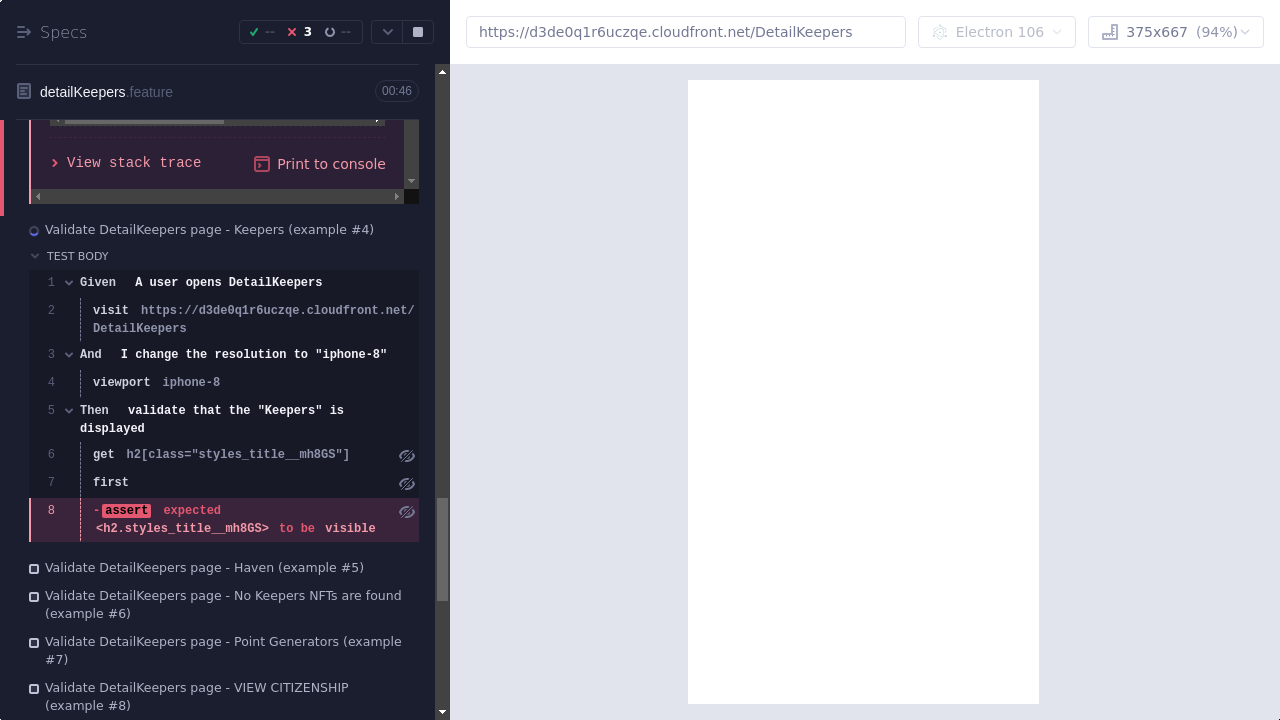 Specs
-- 3 --
https://d3de0q1r6uczqe.cloudfront.net/DetailKeepers
Electron 106
375x667 (94%)
detailKeepers.feature 00:46
View stack trace
Print to console
Validate DetailKeepers page - Keepers (example #4)
TEST BODY
1 Given A user opens DetailKeepers
2 visit https://d3de0q1r6uczqe.cloudfront.net/
DetailKeepers
3 And I change the resolution to "iphone-8"
4 viewport iphone-8
5 Then validate that the "Keepers" is
displayed
6 get h2[class="styles_title__mh8GS"]
7 first
8 -assert expected
<h2.styles_title__mh8GS> to be visible
Validate DetailKeepers page - Haven (example #5)
Validate DetailKeepers page - No Keepers NFTs are found
(example #6)
Validate DetailKeepers page - Point Generators (example
#7)
Validate DetailKeepers page - VIEW CITIZENSHIP
(example #8)